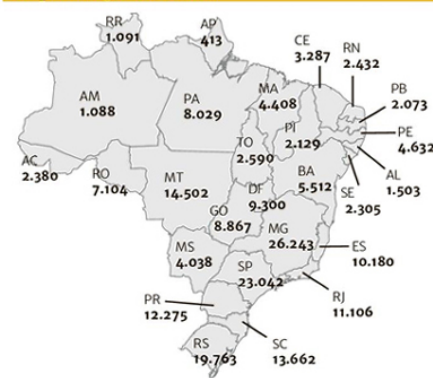 RR
1.091
AP
413
CE
3.287
RN
2.432
AM
1.088
PA
8.029
MA
4.408
PB
2.073
PI
2.129
PE
4.632
TO
2.590
AC
2.380
RO
7.104
MT
14.502
BA
5.512
AL
1.503
SE
2.305
DF
9.300
GO
8.867
MG
26.243
MS
4.038
ES
10.180
SP
23.042
RJ
11.106
PR
12.275
RS
19.763
SC
13.662